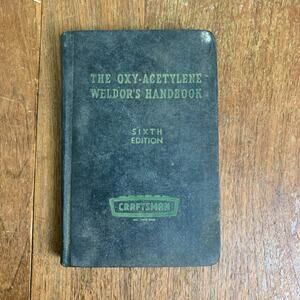 THE OXY-ACETYLENE
WELDOR'S HANDBOOK
SIXTH
EDITION
CRAFTSMAN